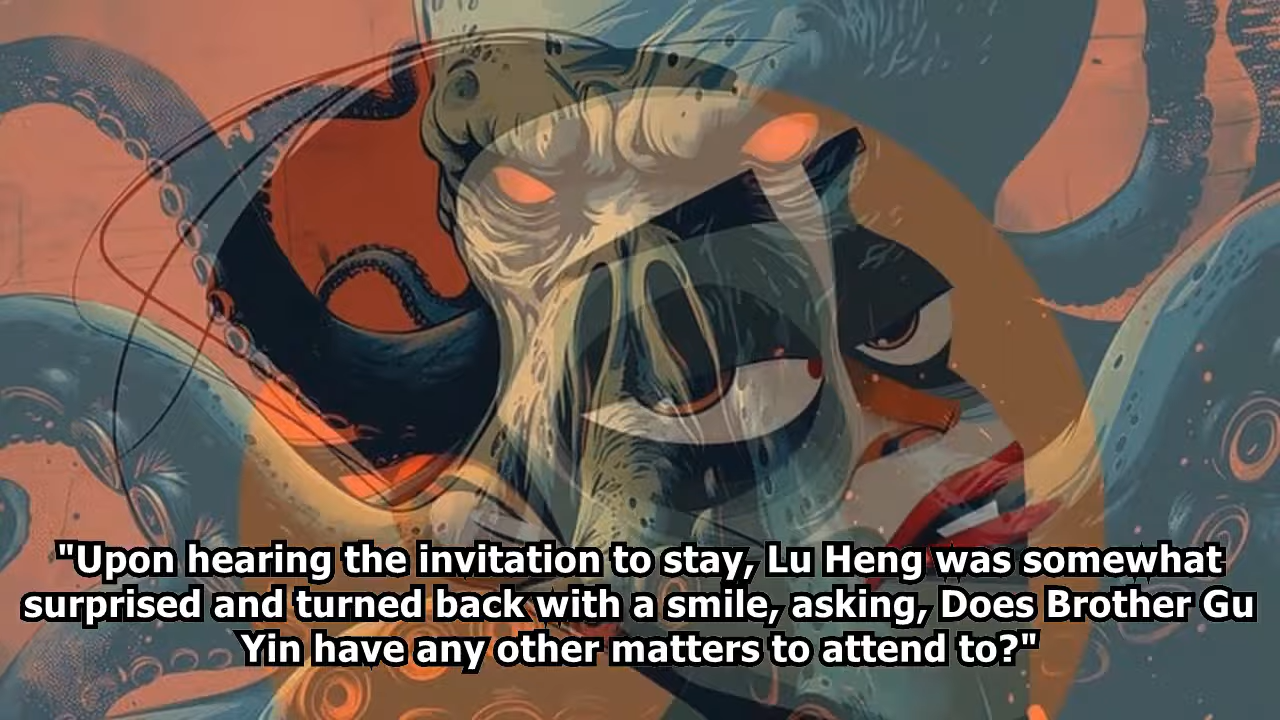 "Upon hearing the invitation to stay, Lu Heng was somewhat
surprised and turned back with a smile, asking, Does Brother Gu
Yin have any other matters to attend to?"